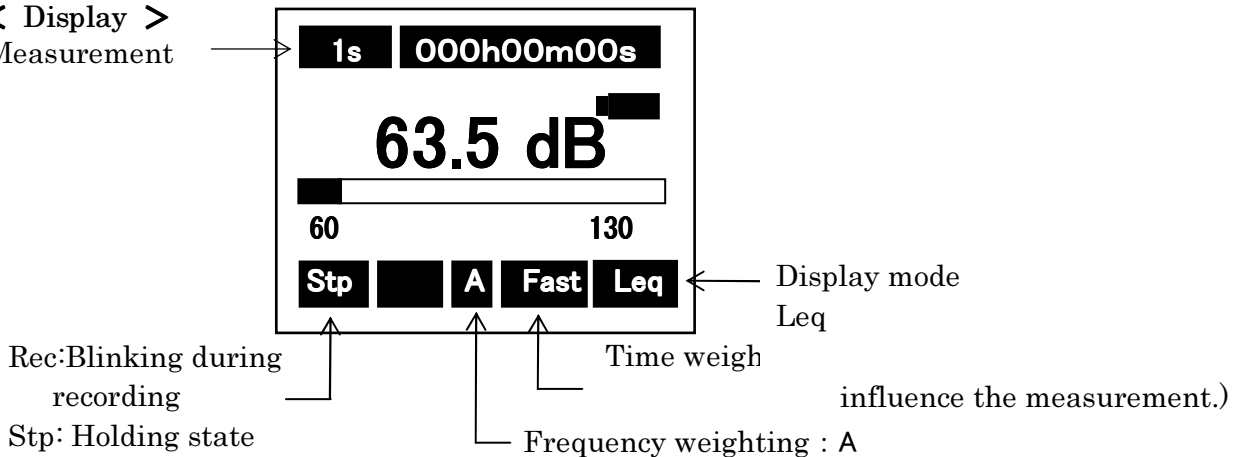 < Display >
Measurement
1s 000h00m00s
63.5 dB
60 130
Stp A Fast Leq
Display mode
Leq
Rec:Blinking during
recording
Stp: Holding state
Time weigh
influence the measurement.)
Frequency weighting : A